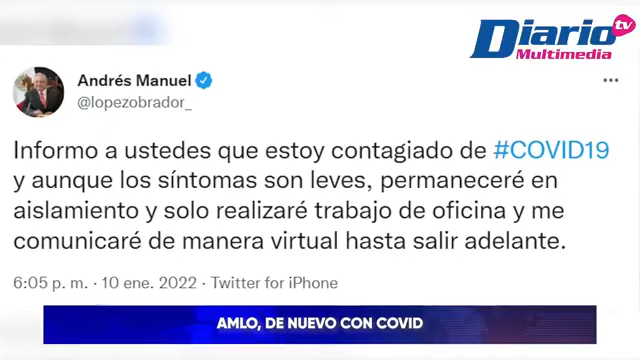 Diario tv
Multimedia
Andrés Manuel
@lopezobrador_
Informo a ustedes que estoy contagiado de #COVID19
y aunque los síntomas son leves, permaneceré en
aislamiento y solo realizaré trabajo de oficina y me
comunicaré de manera virtual hasta salir adelante.
6:05 p. m. · 10 ene. 2022 · Twitter for iPhone
AMLO, DE NUEVO CON COVID